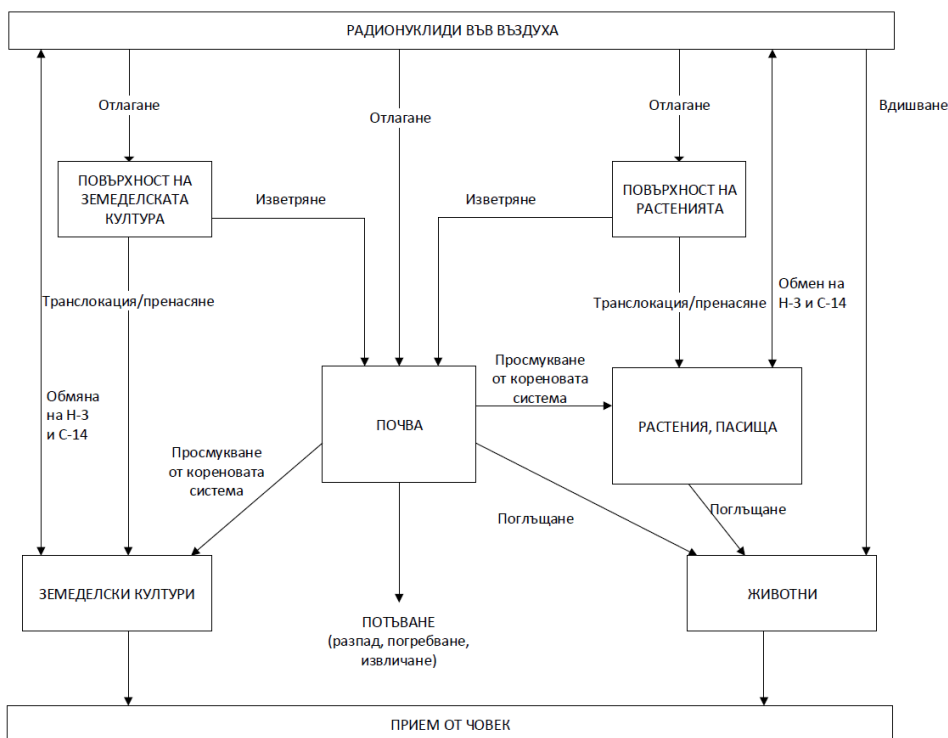 РАДИОНУКЛИДИ ВЪВ ВЪЗДУХА
Отлагане
Отлагане
Отлагане
Вдишване
ПОВЪРХНОСТ НА
ЗЕМЕДЕЛСКАТА
КУЛТУРА
Изветряне
Изветряне
ПОВЪРХНОСТ НА
РАСТЕНИЯТА
Транслокация/пренасяне
Транслокация/пренасяне
Обмен на
Н-3 и С-14
Обмяна
на Н-3
и С-14
Просмукване
от кореновата
система
ПОЧВА
Просмукване
от кореновата
система
РАСТЕНИЯ, ПАСИЩА
Поглъщане
Поглъщане
ЗЕМЕДЕЛСКИ КУЛТУРИ
ПОТЪВАНЕ
(разпад, погребване,
извличане)
ЖИВОТНИ
ПРИЕМ ОТ ЧОВЕК